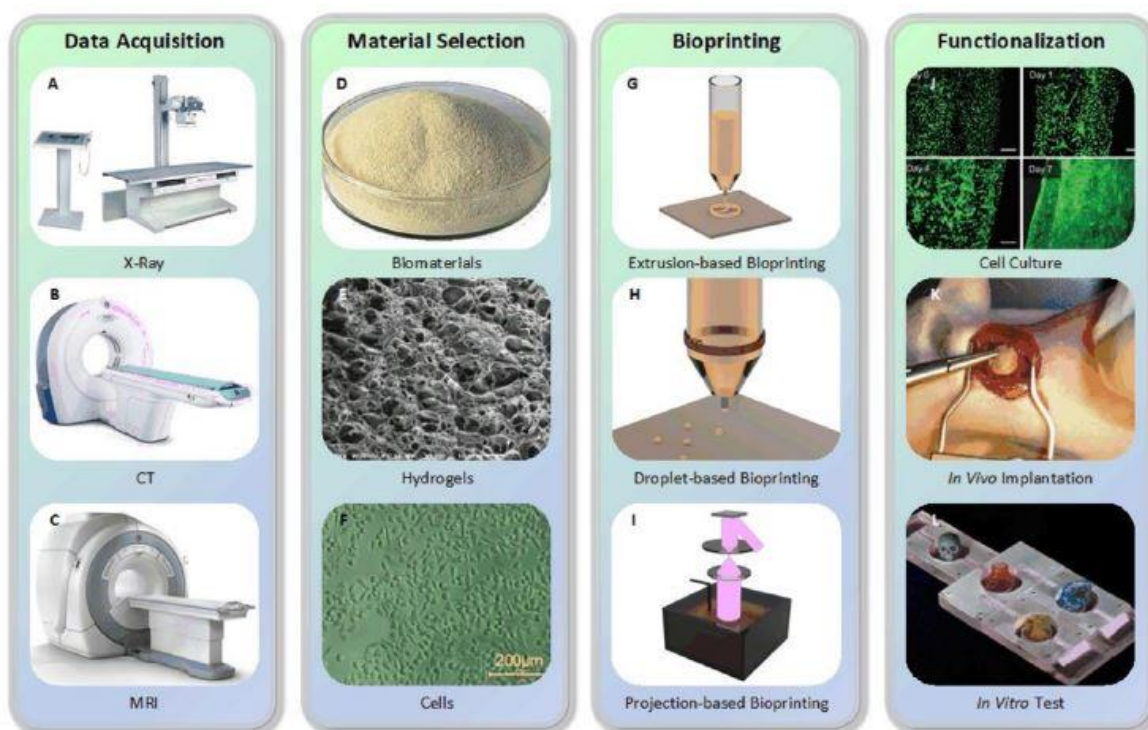 Data Acquisition
A
X-Ray
B
CT
C
MRI
Material Selection
D
Biomaterials
E
Hydrogels
F
200μm
Cells
Bioprinting
G
Extrusion-based Bioprinting
H
Droplet-based Bioprinting
I
Projection-based Bioprinting
Functionalization
J
Day 1
Day 7
Cell Culture
K
In Vivo Implantation
L
In Vitro Test